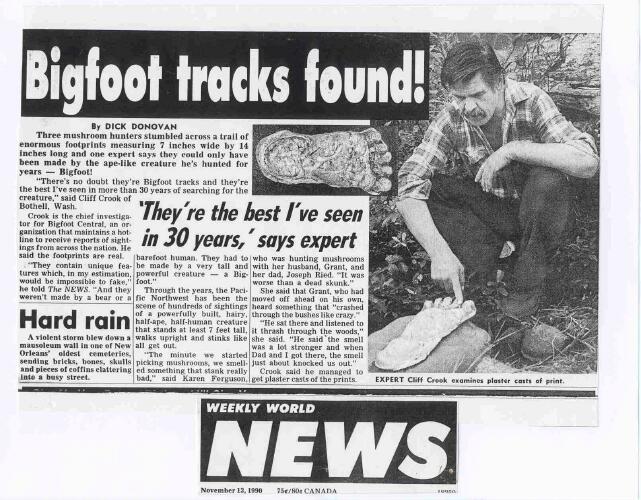 Bigfoot tracks found!
By DICK DONOVAN
Three mushroom hunters stumbled across a trail of
enormous footprints measuring 7 inches wide by 14
inches long and one expert says they could only have
been made by the ape-like creature he's hunted for
years — Bigfoot!
"There's no doubt they're Bigfoot tracks and they're
the best I've seen in more than 30 years of searching for the
creature," said Cliff Crook of
Bothell, Wash.
Crook is the chief investiga-
tor for Bigfoot Central, an or-
ganization that maintains a hot-
line to receive reports of sight-
ings from across the nation. He
said the footprints are real.
"They contain unique fea-
tures which, in my estimation,
would be impossible to fake,"
he told The NEWS. "And they
weren't made by a bear or a
'They're the best I've seen
in 30 years,' says expert
barefoot human. They had to
be made by a very tall and
powerful creature — a Big-
foot."
Through the years, the Paci-
fic Northwest has been the
scene of hundreds of sightings
of a powerfully built, hairy,
half-ape, half-human creature
that stands at least 7 feet tall,
walks upright and stinks like
all get out.
"The minute we started
picking mushrooms, we smell-
ed something that stank really
bad," said Karen Ferguson,
who was hunting mushrooms
with her husband, Grant, and
her dad, Joseph Ried. "It was
worse than a dead skunk."
She said that Grant, who had
moved off ahead on his own,
heard something that "crashed
through the bushes like crazy."
"He sat there and listened to
it thrash through the woods,"
she said. "He said the smell
was a lot stronger and when
Dad and I got there, the smell
just about knocked us out."
Crook said he managed to
get plaster casts of the prints.
Hard rain
A violent storm blew down a
mausoleum wall in one of New
Orleans' oldest cemeteries,
sending bricks, bones, skulls
and pieces of coffins clattering
into a busy street.
EXPERT Cliff Crook examines plaster casts of print.
WEEKLY WORLD
NEWS
November 13, 1990 75¢/80¢ CANADA